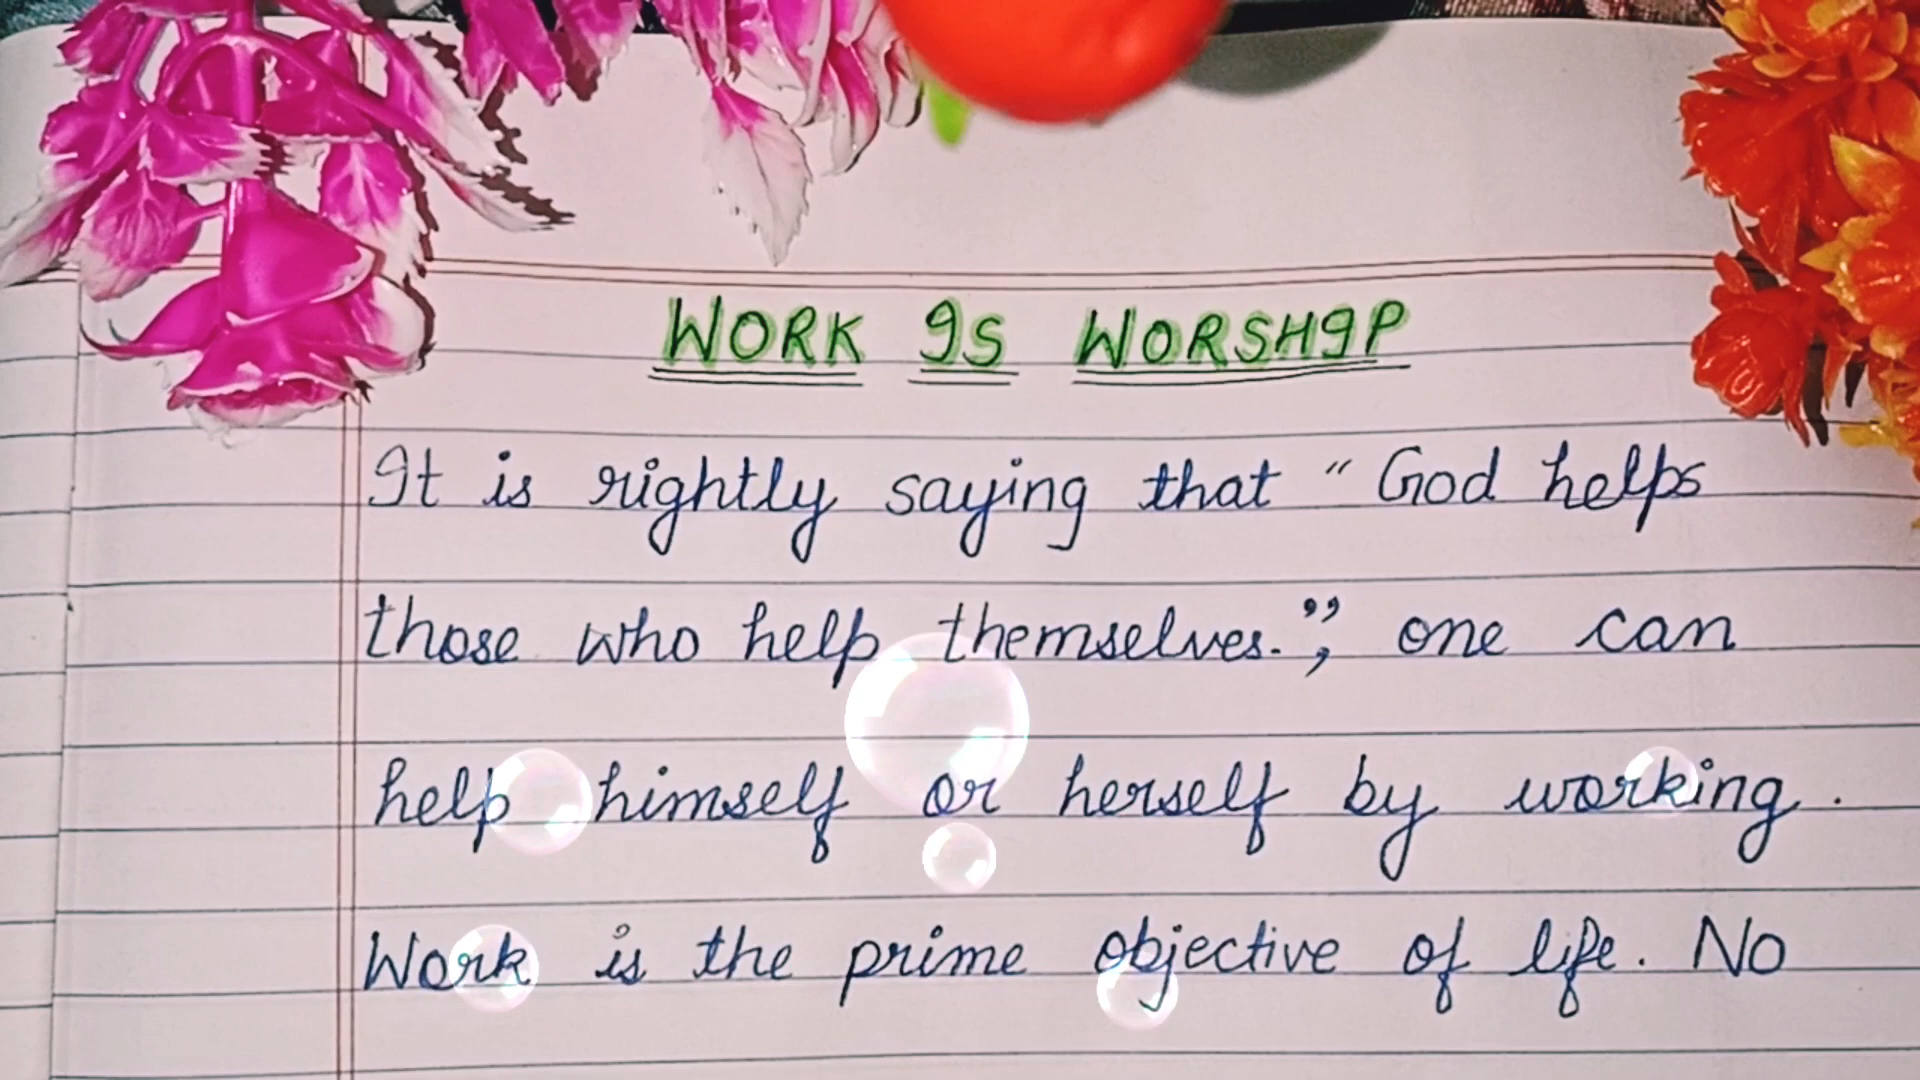 WORK IS WORSHIP
It is rightly saying that "God helps
those who help themselves.", one can
help himself or herself by working.
Work is the prime objective of life. No